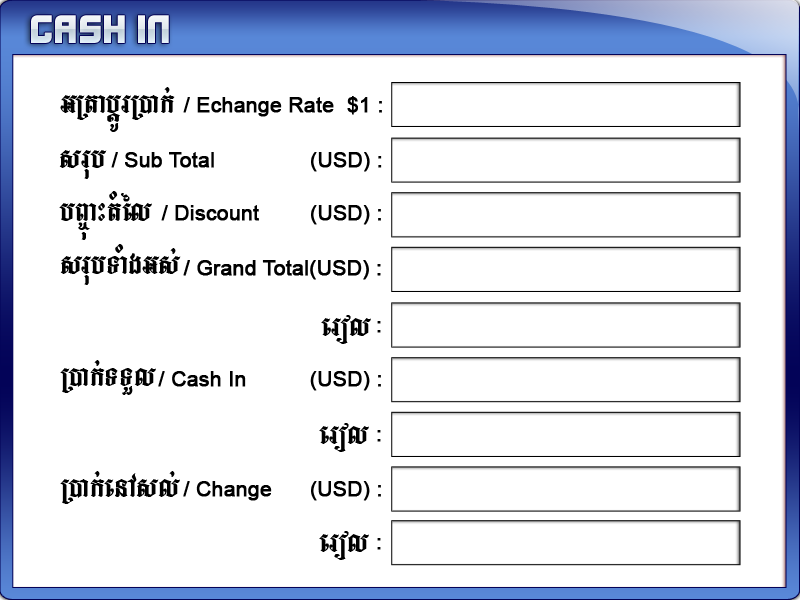 CASH IN
អត្រាប្ដូរប្រាក់ / Echange Rate $1 :
សរុប / Sub Total (USD) :
បញ្ចុះតំលៃ / Discount (USD) :
សរុបទាំងអស់ / Grand Total(USD) :
រៀល :
ប្រាក់ទទួល / Cash In (USD) :
រៀល :
ប្រាក់នៅសល់ / Change (USD) :
រៀល :